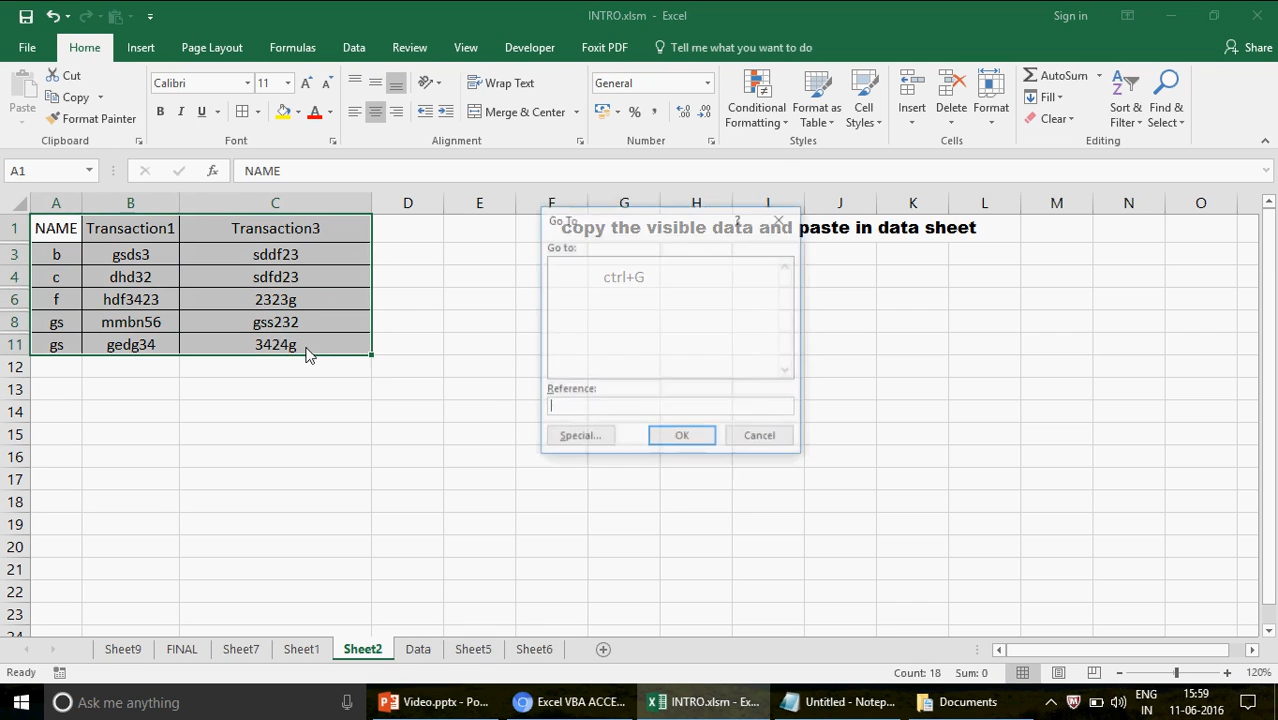 INTRO.xlsm - Excel
Sign in
File Home Insert Page Layout Formulas Data Review View Developer Foxit PDF Tell me what you want to do Share
Paste
Cut
Copy
Format Painter
Clipboard
Calibri 11
B I U
Font
Wrap Text
Merge & Center
Alignment
General
Number
Conditional Formatting
Format as Table
Cell Styles
Styles
Insert Delete Format
Cells
AutoSum
Fill
Clear
Sort & Filter
Find & Select
Editing
A1 NAME
A B C D E F G H I J K L M N O
1 NAME Transaction1 Transaction3 copy the visible data and paste in data sheet
3 b gsds3 sddf23
4 c dhd32 sdfd23
6 f hdf3423 2323g
8 gs mmbn56 gss232
11 gs gedg34 3424g
12
13
14
15
16
17
18
19
20
21
22
23
24
Go To
Go to:
ctrl+G
Reference:
Special... OK Cancel
Sheet9 FINAL Sheet7 Sheet1 Sheet2 Data Sheet5 Sheet6
Ready Count: 18 Sum: 0 120%
Ask me anything
Video.pptx - Po...
Excel VBA ACCE...
INTRO.xlsm - Exc...
Untitled - Notep...
Documents
ENG IN
15:59
11-06-2016